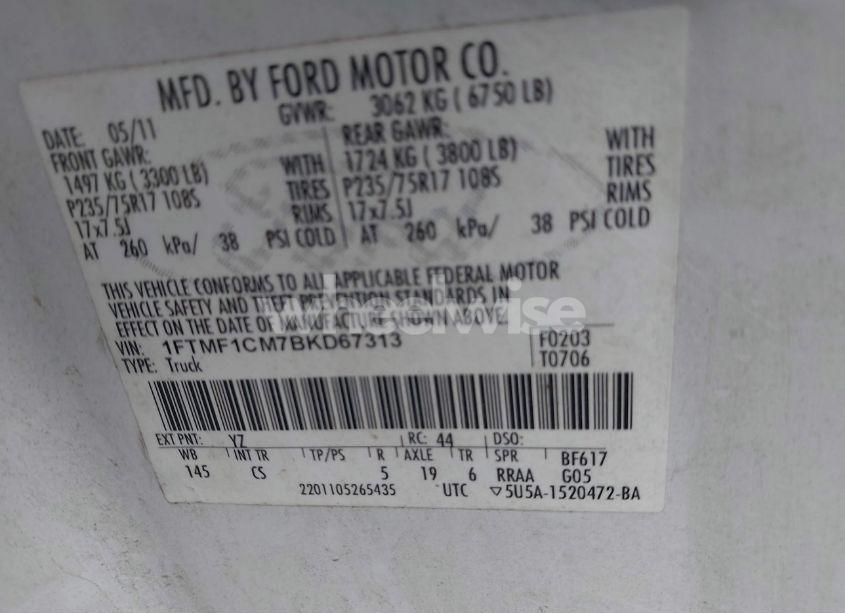 MFD. BY FORD MOTOR CO.
DATE: 05/11 GVWR: 3062 KG ( 6750 LB)
FRONT GAWR: REAR GAWR: WITH
1497 KG ( 3300 LB) WITH 1724 KG ( 3800 LB) TIRES
P235/75R17 108S TIRES P235/75R17 108S RIMS
17x7.5J RIMS 17x7.5J
AT 260 kPa/ 38 PSI COLD AT 260 kPa/ 38 PSI COLD
THIS VEHICLE CONFORMS TO ALL APPLICABLE FEDERAL MOTOR
VEHICLE SAFETY AND THEFT PREVENTION STANDARDS IN
EFFECT ON THE DATE OF MANUFACTURE SHOWN ABOVE.
wheelwise
VIN: 1FTMF1CM7BKD67313 F0203
TYPE: Truck T0706
EXT PNT: YZ RC: 44 DSO:
WB INT TR TP/PS R AXLE TR SPR BF617
145 CS 5 19 6 RRAA G05
2201105265435 UTC ▽5U5A-1520472-BA